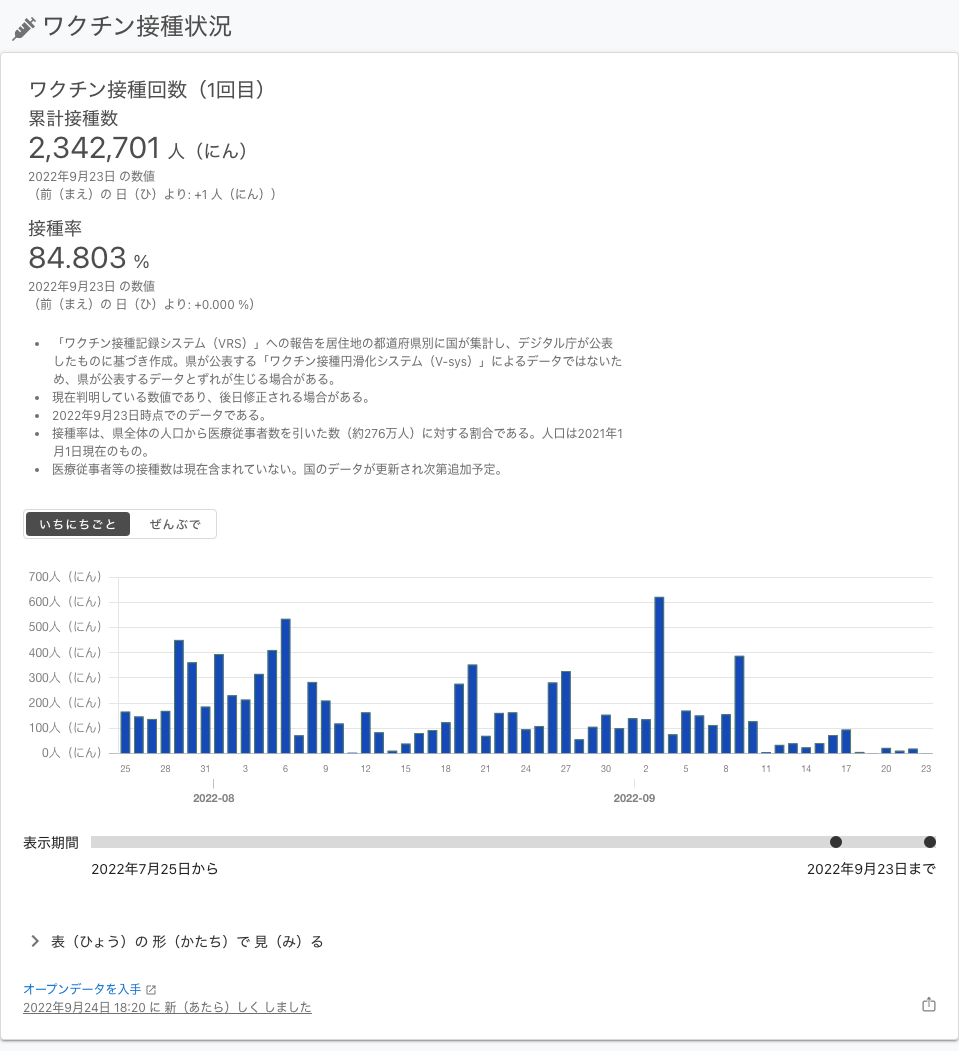 ワクチン接種状況
ワクチン接種回数（1回目）
累計接種数
2,342,701 人（にん）
2022年9月23日 の数値
（前（まえ）の 日（ひ）より: +1 人（にん））
接種率
84.803 %
2022年9月23日 の数値
（前（まえ）の 日（ひ）より: +0.000 %）
• 「ワクチン接種記録システム（VRS）」への報告を居住地の都道府県別に国が集計し、デジタル庁が公表
したものに基づき作成。県が公表する「ワクチン接種円滑化システム（V-sys）」によるデータではないた
め、県が公表するデータとずれが生じる場合がある。
• 現在判明している数値であり、後日修正される場合がある。
• 2022年9月23日時点でのデータである。
• 接種率は、県全体の人口から医療従事者数を引いた数（約276万人）に対する割合である。人口は2021年1
月1日現在のもの。
• 医療従事者等の接種数は現在含まれていない。国のデータが更新され次第追加予定。
いちにちごと ぜんぶで
700人（にん）
600人（にん）
500人（にん）
400人（にん）
300人（にん）
200人（にん）
100人（にん）
0人（にん）
25 28 31 3 6 9 12 15 18 21 24 27 30 2 5 8 11 14 17 20 23
2022-08 2022-09
表示期間
2022年7月25日から 2022年9月23日まで
表（ひょう）の 形（かたち）で 見（み）る
オープンデータを入手
2022年9月24日 18:20 に 新（あたら）しく しました